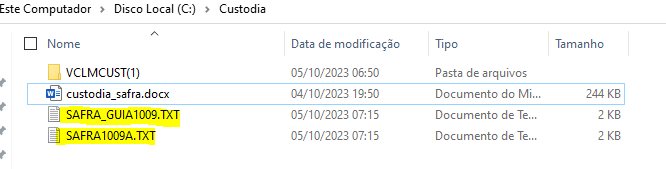 Este Computador > Disco Local (C:) > Custodia
Nome Data de modificação Tipo Tamanho
VCLMCUST(1) 05/10/2023 06:50 Pasta de arquivos
custodia_safra.docx 04/10/2023 19:50 Documento do Mi... 244 KB
SAFRA_GUIA1009.TXT 05/10/2023 07:15 Documento de Te... 2 KB
SAFRA1009A.TXT 05/10/2023 07:15 Documento de Te... 2 KB